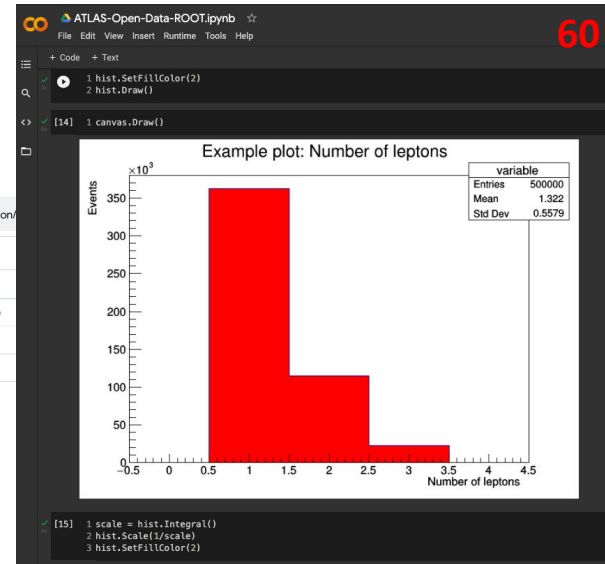 ATLAS-Open-Data-ROOT.ipynb
60
File Edit View Insert Runtime Tools Help
+ Code + Text
1 hist.SetFillColor(2)
2 hist.Draw()
[14] 1 canvas.Draw()
Example plot: Number of leptons
×10³
Events
variable
Entries 500000
Mean 1.322
Std Dev 0.5579
350
300
250
200
150
100
50
0
−0.5 0 0.5 1 1.5 2 2.5 3 3.5 4 4.5
Number of leptons
on/
[15] 1 scale = hist.Integral()
2 hist.Scale(1/scale)
3 hist.SetFillColor(2)